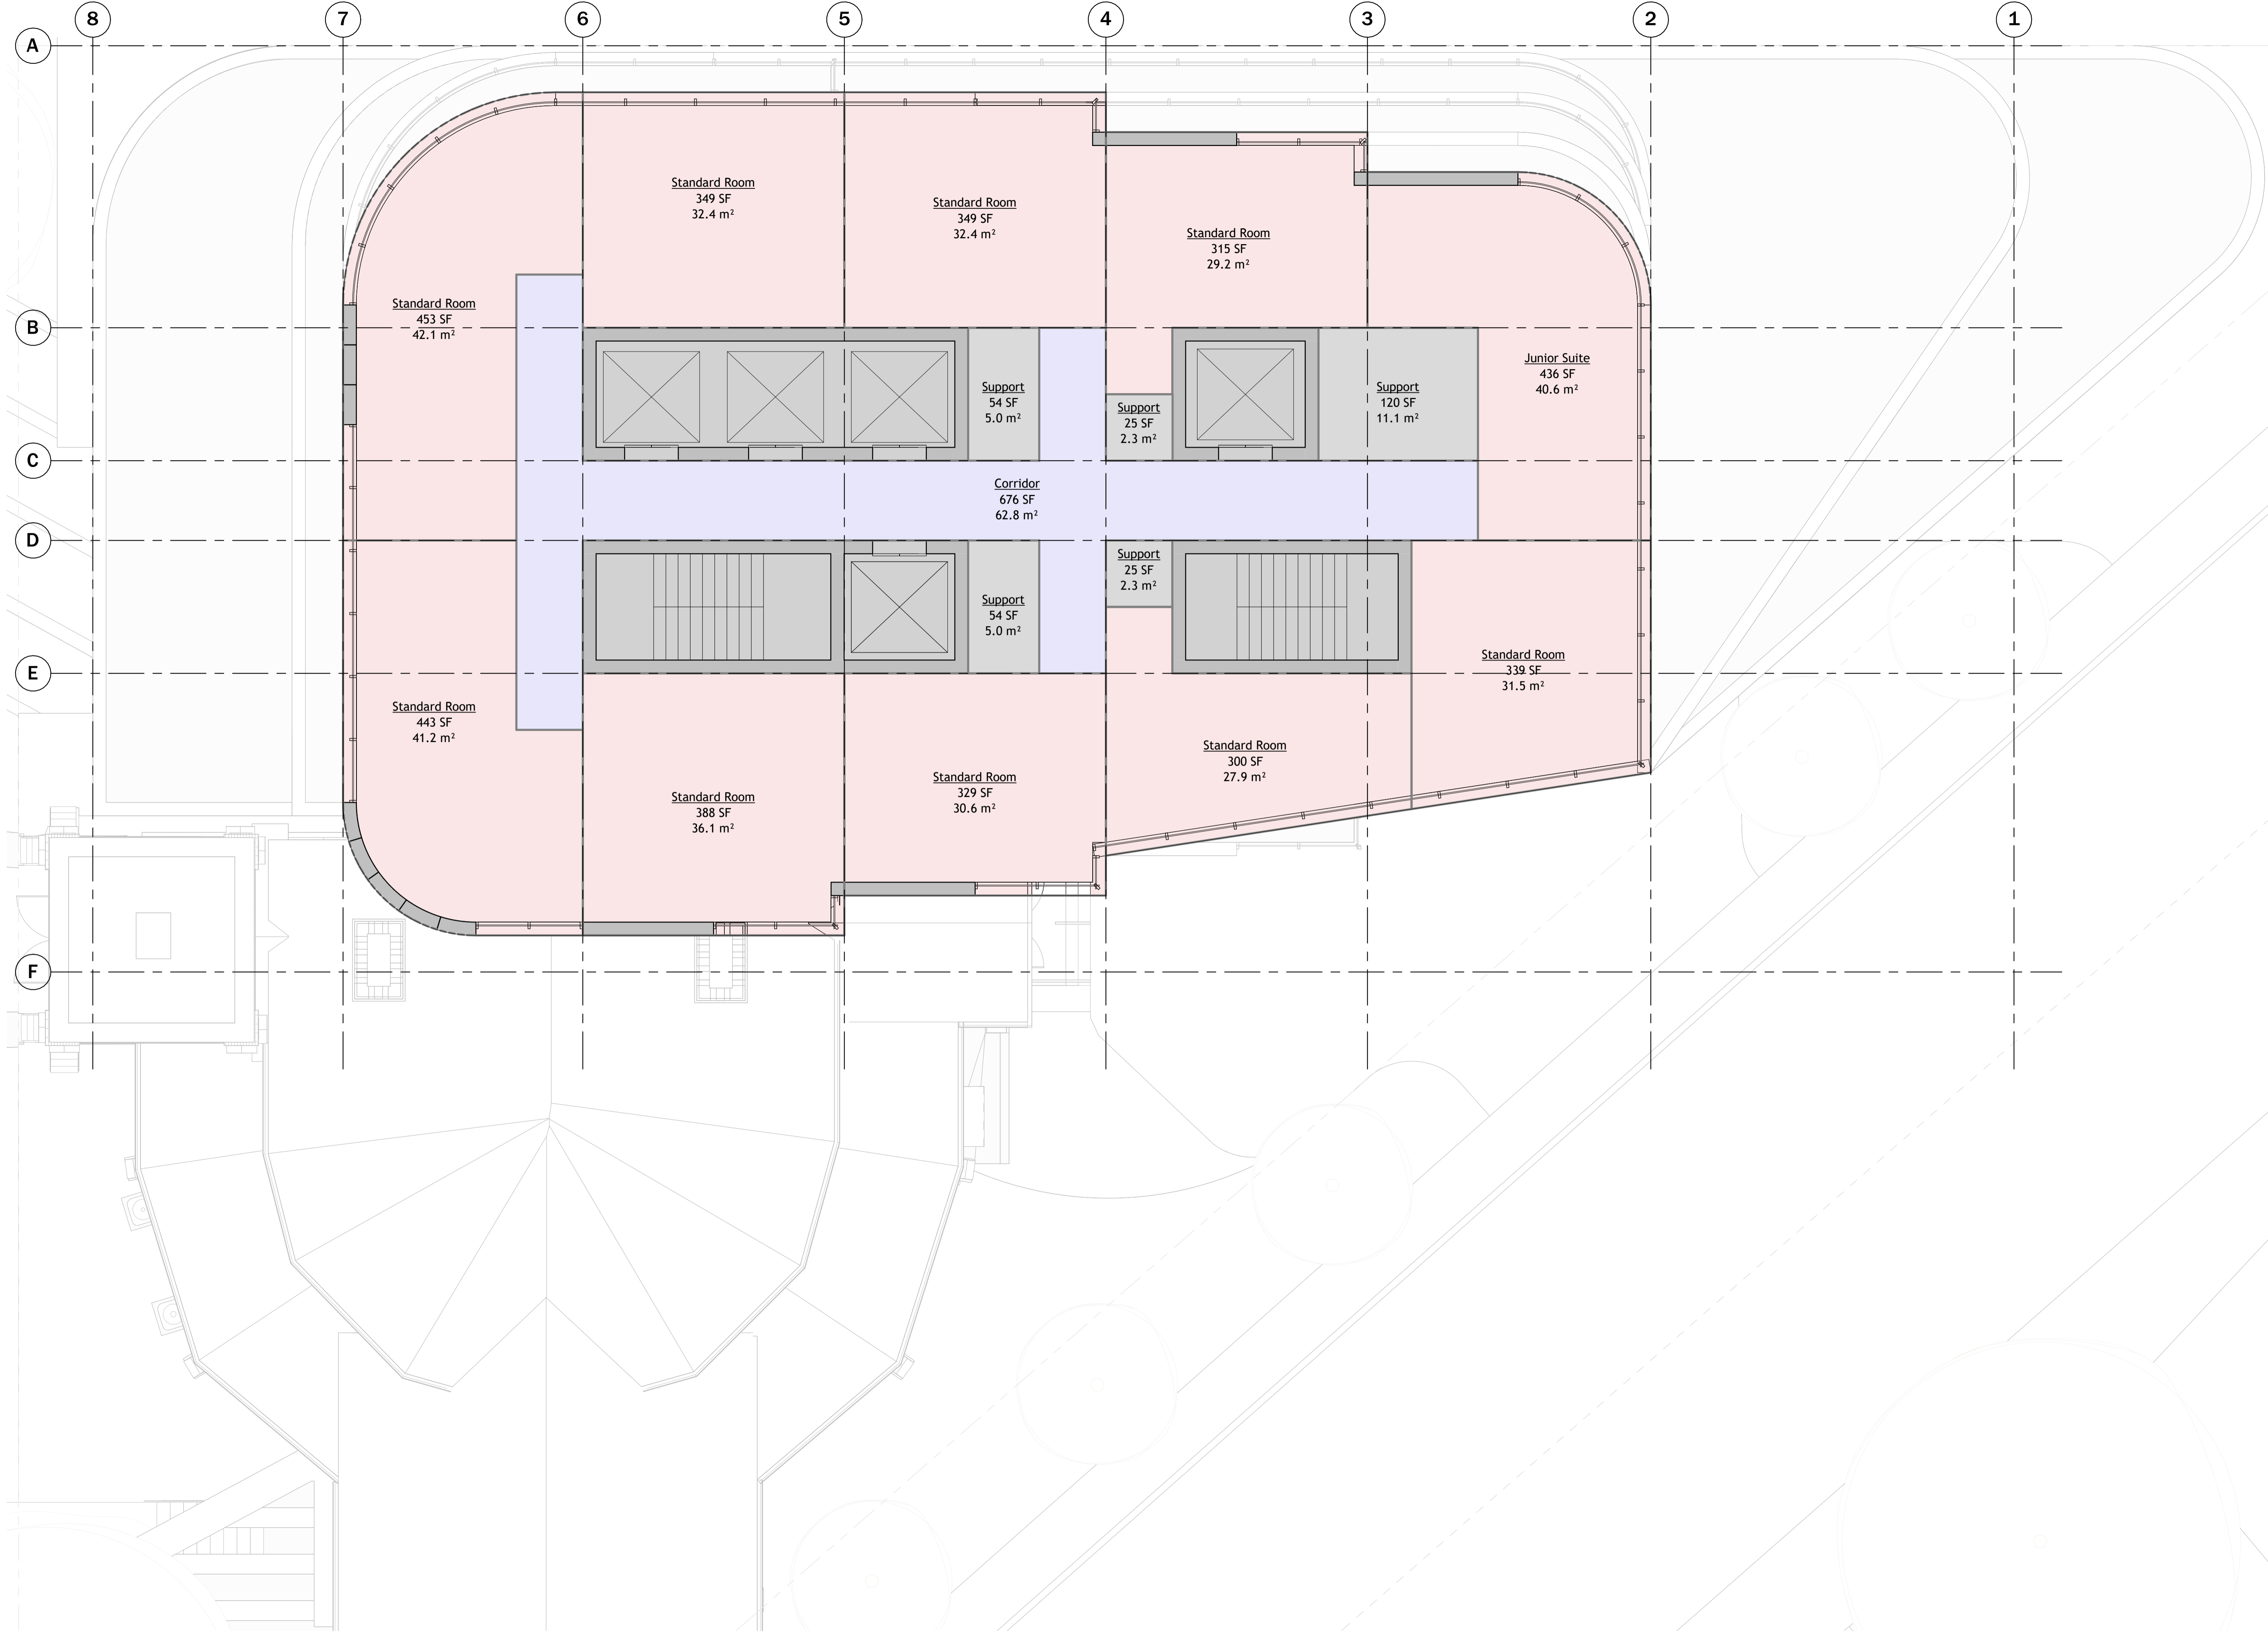 8 7 6 5 4 3 2 1
A
Standard Room
349 SF
32.4 m²
Standard Room
349 SF
32.4 m²
Standard Room
315 SF
29.2 m²
Standard Room
453 SF
42.1 m²
B
Junior Suite
436 SF
40.6 m²
Support
54 SF
5.0 m²
Support
25 SF
2.3 m²
Support
120 SF
11.1 m²
C
Corridor
676 SF
62.8 m²
D
Support
54 SF
5.0 m²
Support
25 SF
2.3 m²
E
Standard Room
339 SF
31.5 m²
Standard Room
443 SF
41.2 m²
Standard Room
388 SF
36.1 m²
Standard Room
329 SF
30.6 m²
Standard Room
300 SF
27.9 m²
F